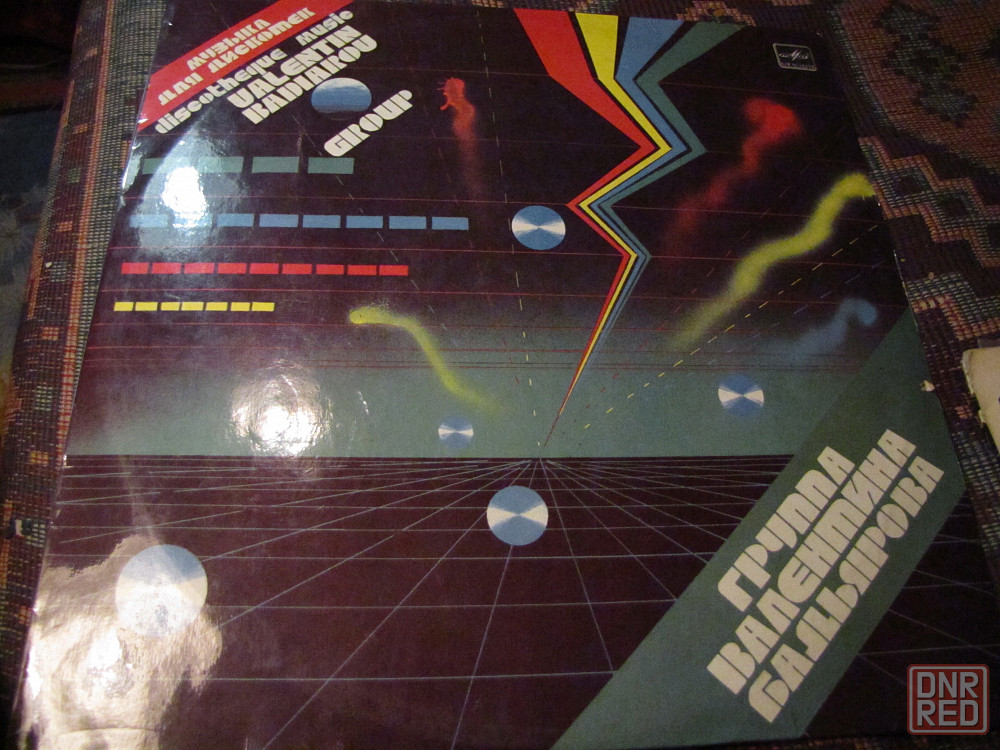 МУЗЫКА
ДЛЯ ДИСКОТЕК
discotheque music
VALENTIN
BADIAROU
GROUP
ГРУППА
ВАЛЕНТИНА
БАДЬЯРОВА
DNR
RED